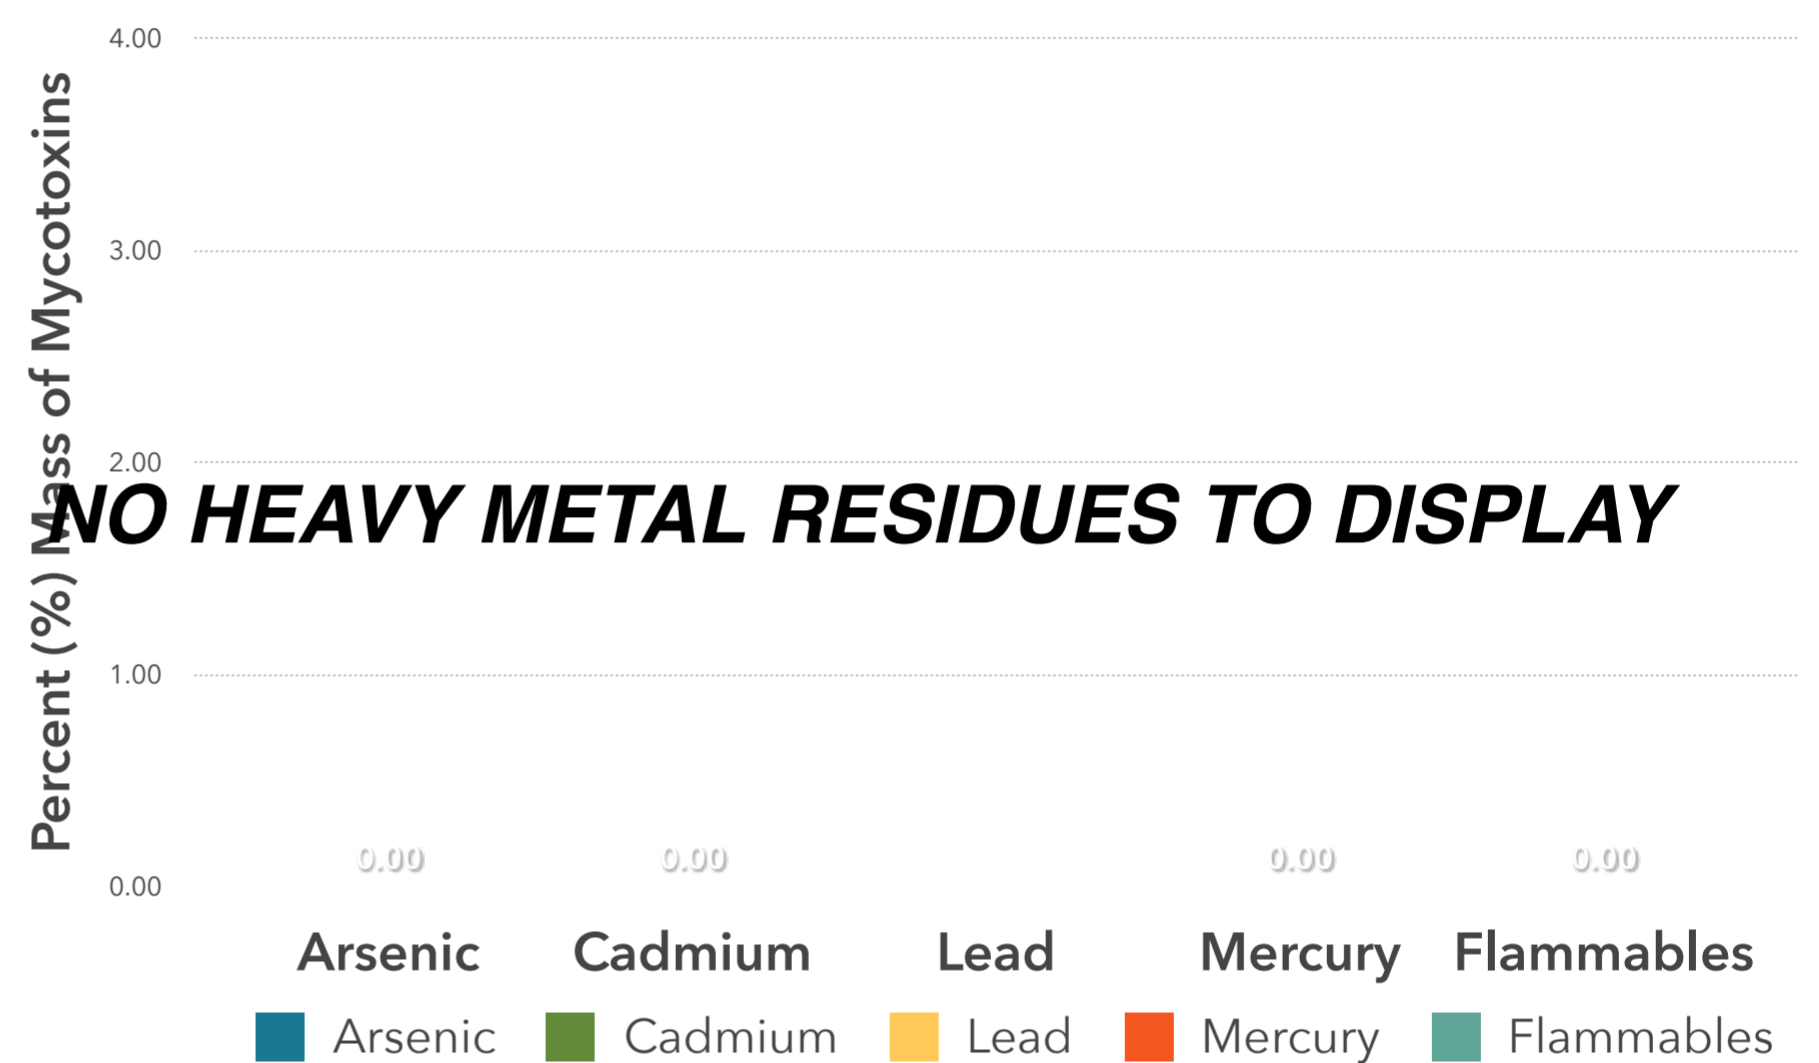 Percent (%) Mass of Mycotoxins
4.00
3.00
2.00
NO HEAVY METAL RESIDUES TO DISPLAY
1.00
0.00 0.00 0.00 0.00
0.00
Arsenic Cadmium Lead Mercury Flammables
Arsenic Cadmium Lead Mercury Flammables